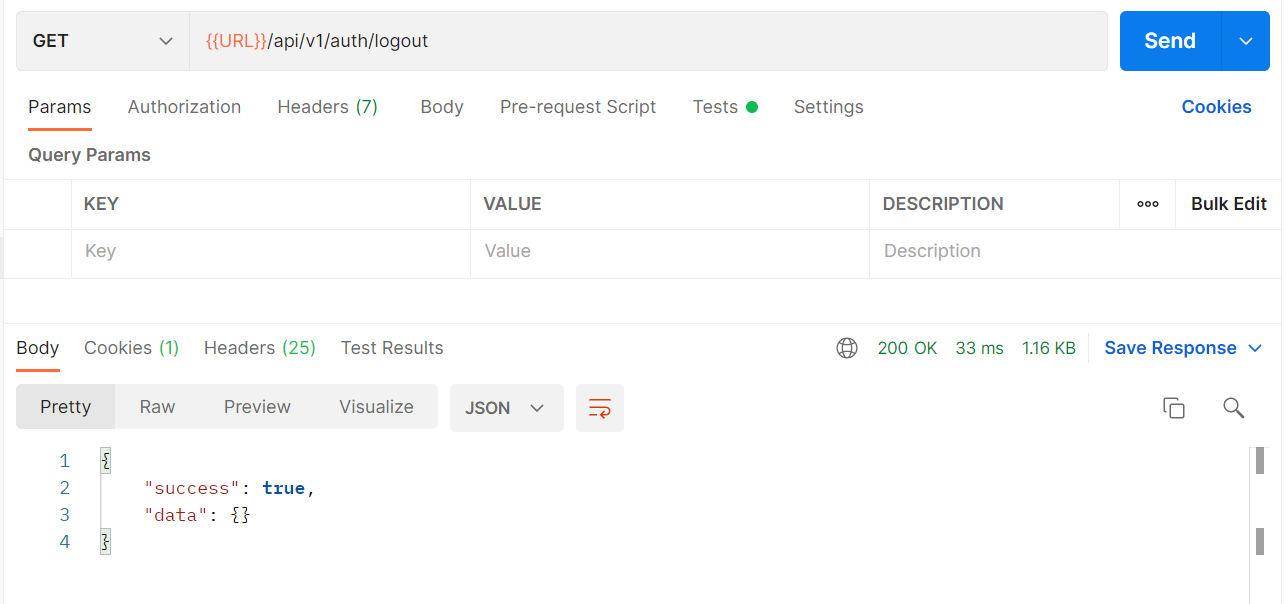 GET {{URL}}/api/v1/auth/logout Send
Params Authorization Headers (7) Body Pre-request Script Tests Settings Cookies
Query Params
KEY VALUE DESCRIPTION ooo Bulk Edit
Key Value Description
Body Cookies (1) Headers (25) Test Results 200 OK 33 ms 1.16 KB Save Response
Pretty Raw Preview Visualize JSON
1 {
2 "success": true,
3 "data": {}
4 }